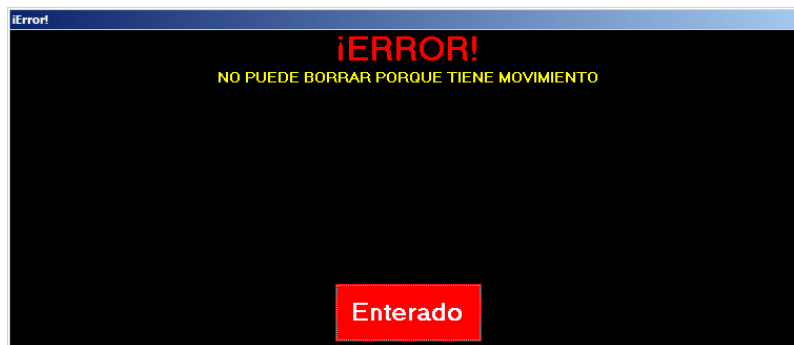 ¡Error!
¡ERROR!
NO PUEDE BORRAR PORQUE TIENE MOVIMIENTO
Enterado